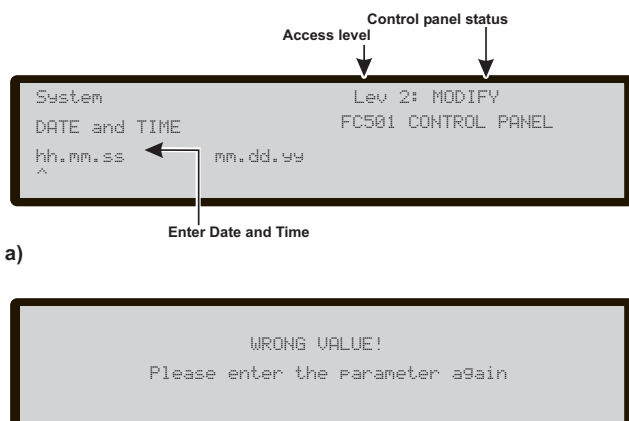 Control panel status
Access level
System Lev 2: MODIFY
DATE and TIME FC501 CONTROL PANEL
hh.mm.ss mm.dd.yy
^
Enter Date and Time
a)
WRONG VALUE!
Please enter the parameter again